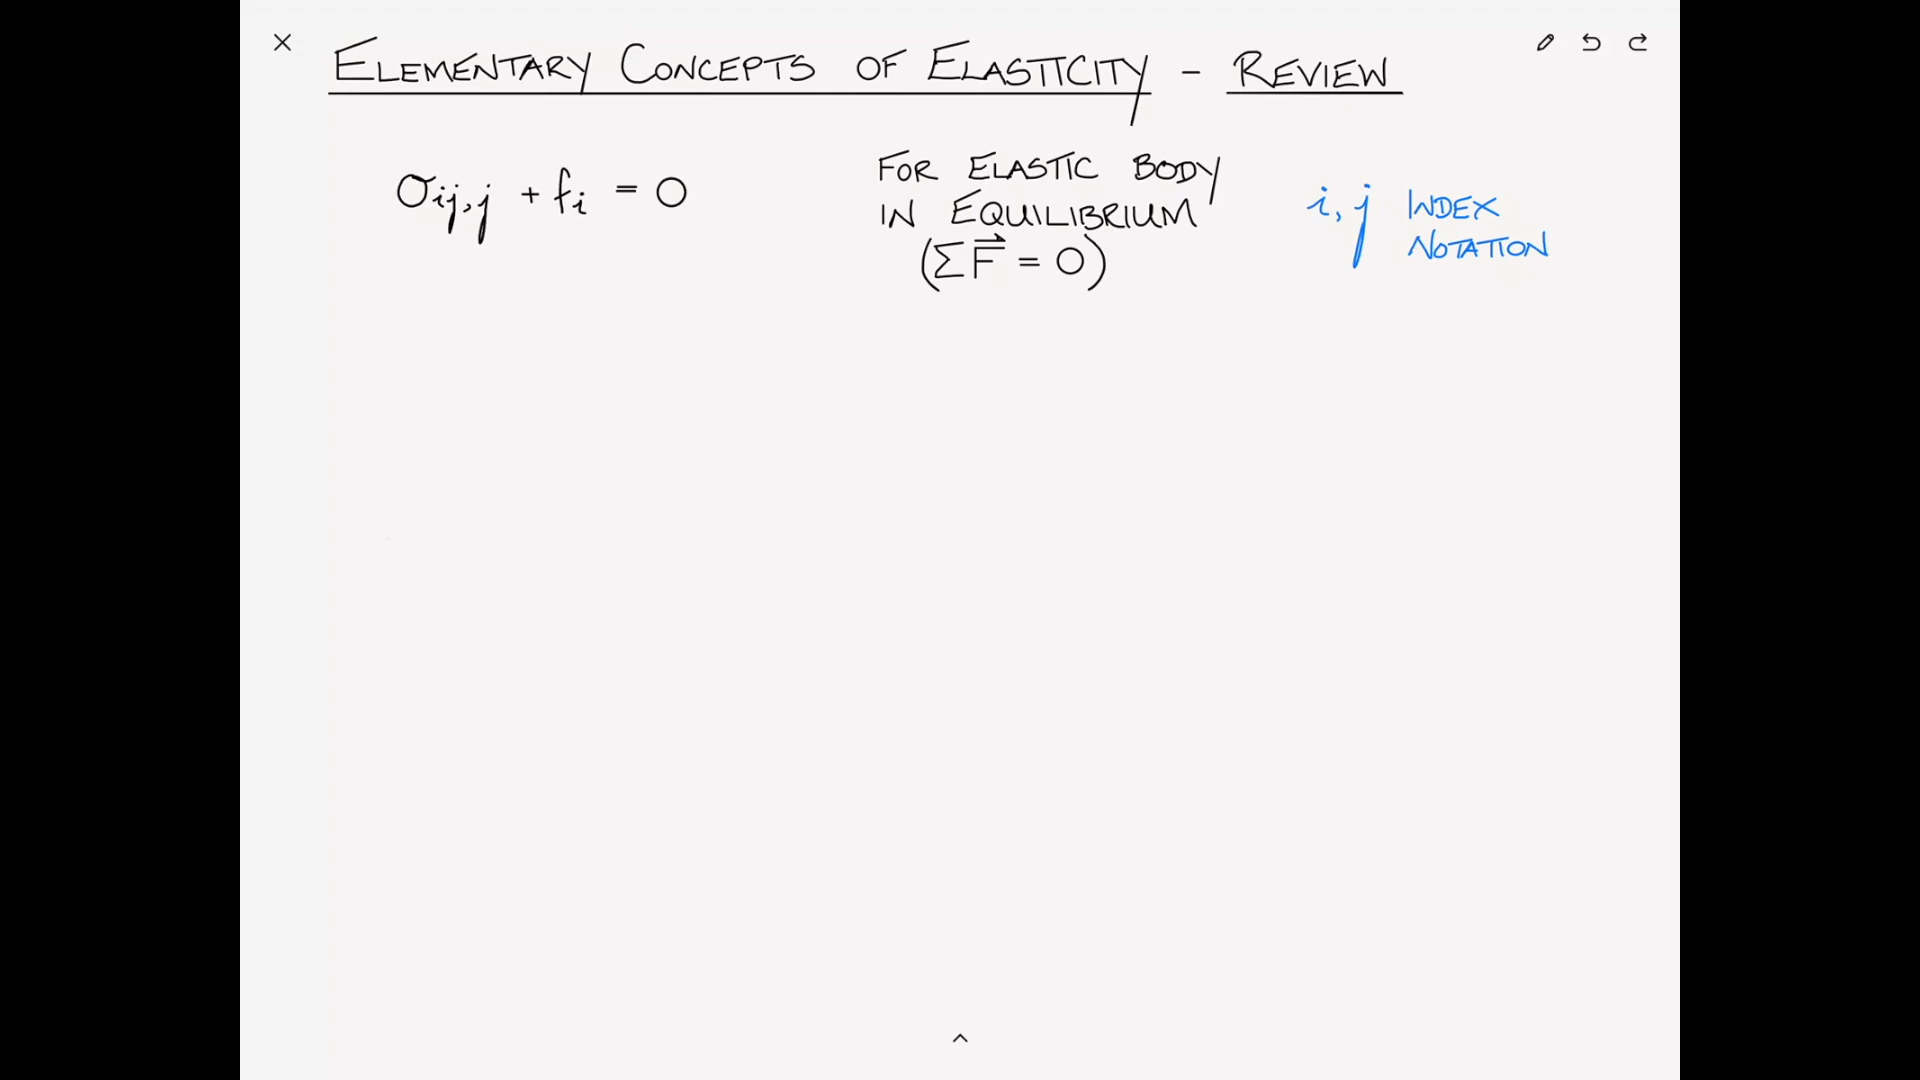 ELEMENTARY CONCEPTS OF ELASTICITY - REVIEW
σij,j + fi = 0
FOR ELASTIC BODY
IN EQUILIBRIUM
(ΣF⃗ = 0)
i, j INDEX
NOTATION